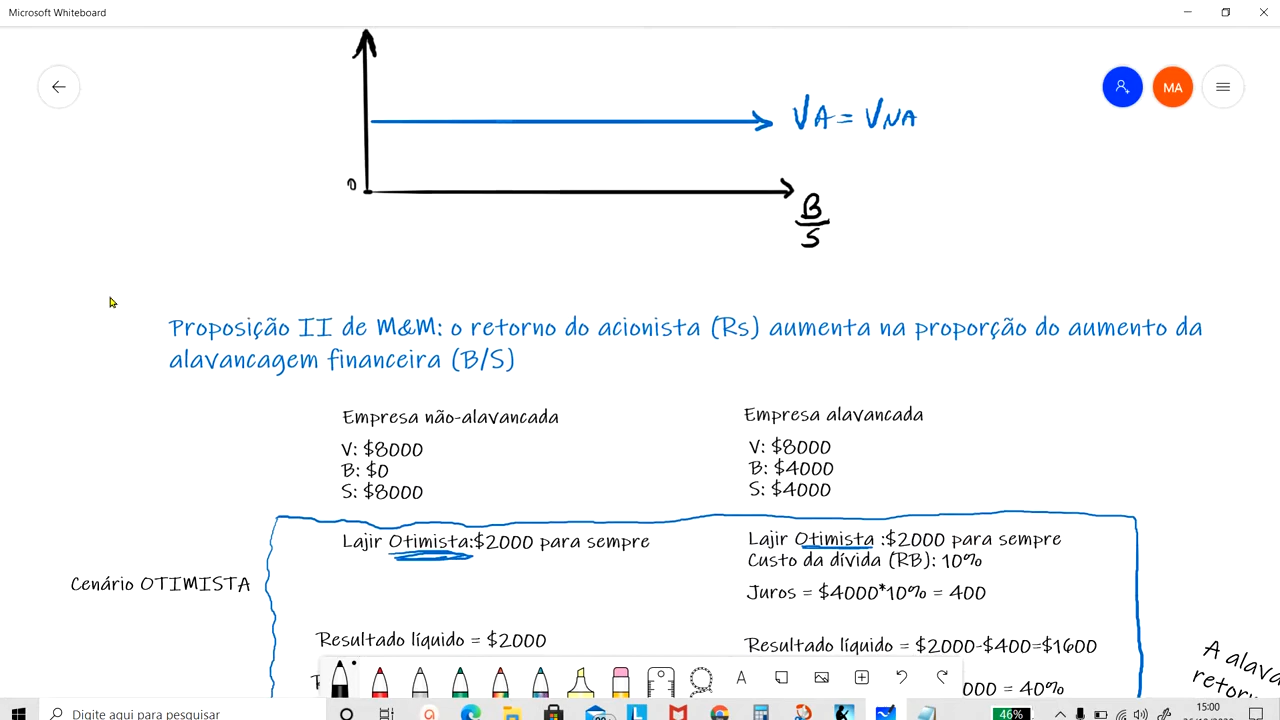 Microsoft Whiteboard
MA
VA = VNA
0
B
S
Proposição II de M&M: o retorno do acionista (Rs) aumenta na proporção do aumento da
alavancagem financeira (B/S)
Empresa não-alavancada
V: $8000
B: $0
S: $8000
Empresa alavancada
V: $8000
B: $4000
S: $4000
Cenário OTIMISTA
Lajir Otimista:$2000 para sempre
Resultado líquido = $2000
Lajir Otimista :$2000 para sempre
Custo da dívida (RB): 10%
Juros = $4000*10% = 400
Resultado líquido = $2000-$400=$1600
000 = 40%
A alava
retor
A
Digite aqui para pesquisar
46%
15:00